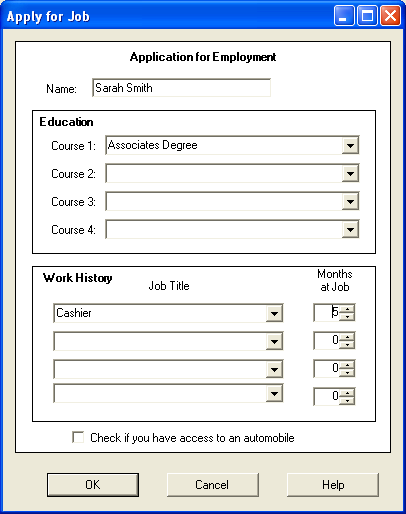 Apply for Job
Application for Employment
Name: Sarah Smith
Education
Course 1: Associates Degree
Course 2:
Course 3:
Course 4:
Work History
Job Title
Months
at Job
Cashier 5
0
0
0
Check if you have access to an automobile
OK Cancel Help